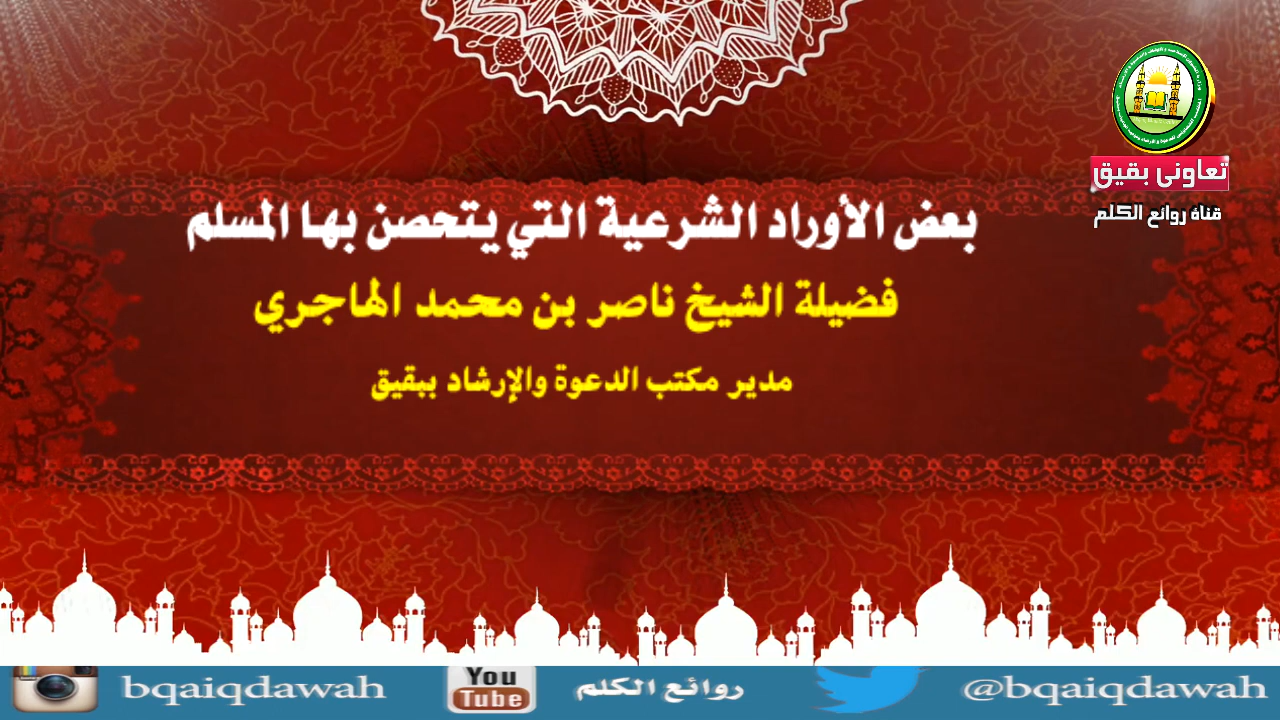 تعاونى بقيق
قناة روائع الكلم
بعض الأوراد الشرعية التي يتحصن بها المسلم
فضيلة الشيخ ناصر بن محمد الهاجري
مدير مكتب الدعوة والإرشاد ببقيق
bqaiqdawah
You
Tube
روائع الكلم
@bqaiqdawah